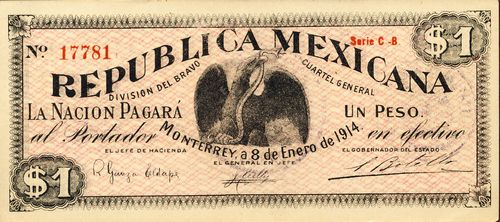 Nº 17781
Serie C-B.
$1
REPUBLICA MEXICANA
DIVISION DEL BRAVO
CUARTEL GENERAL
LA NACION PAGARÁ
UN PESO.
al Portador
en efectivo
MONTERREY, a 8 de Enero de 1914.
EL JEFE DE HACIENDA
EL GENERAL EN JEFE
EL GOBERNADOR DEL ESTADO
$1